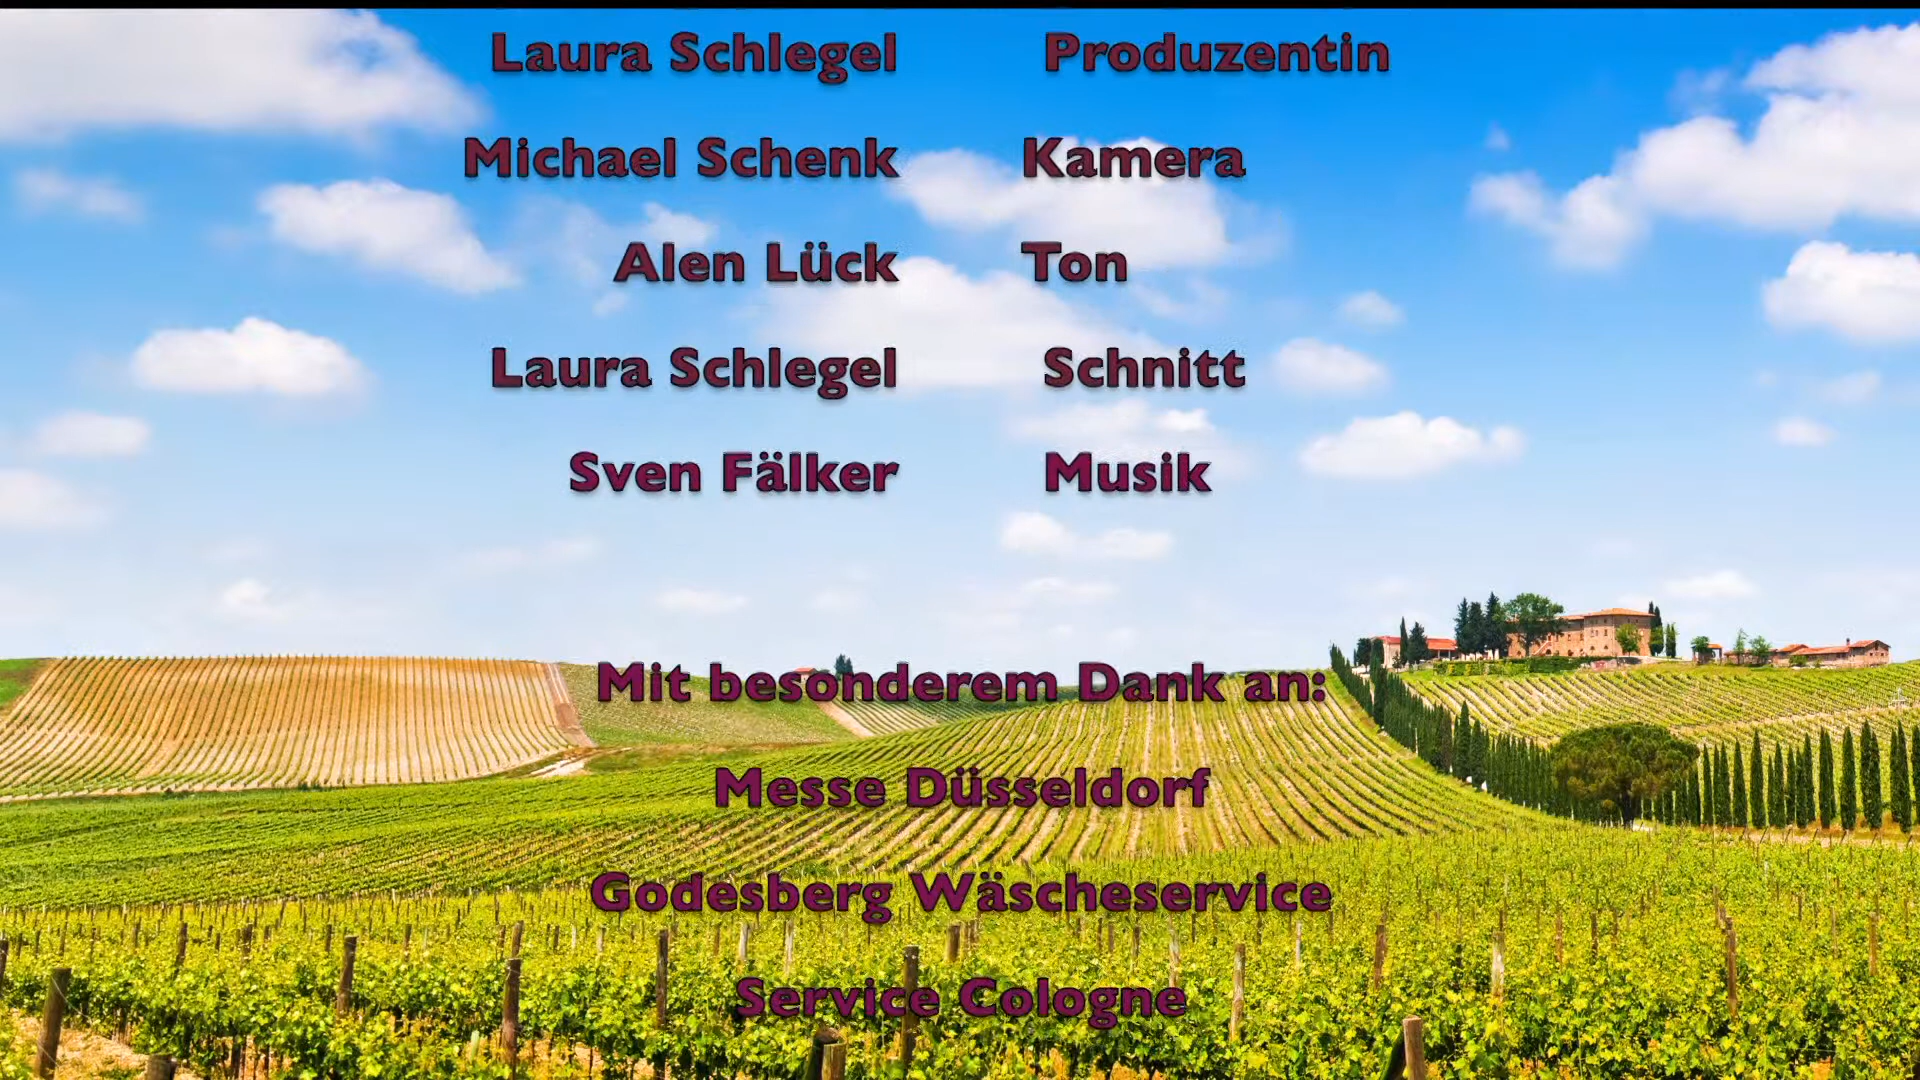 Laura Schlegel Produzentin
Michael Schenk Kamera
Alen Lück Ton
Laura Schlegel Schnitt
Sven Fälker Musik
Mit besonderem Dank an:
Messe Düsseldorf
Godesberg Wäscheservice
Service Cologne